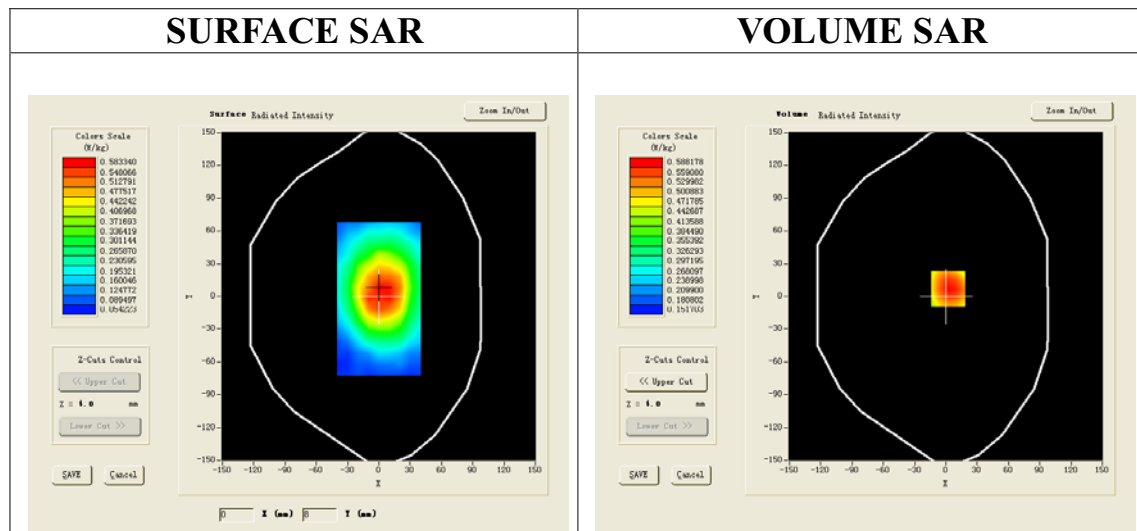 SURFACE SAR
VOLUME SAR
Surface Radiated Intensity
Zoom In/Out
Colors Scale
(W/kg)
0.583340
0.548066
0.512791
0.477517
0.442242
0.406968
0.371693
0.336419
0.301144
0.265870
0.230595
0.195321
0.160046
0.124772
0.089497
0.054223
150
120
90
60
30
0
-30
-60
-90
-120
-150
Y
-150 -120 -90 -60 -30 0 30 60 90 120 150
X
Z-Cuts Control
<< Upper Cut
Z = 4.0 mm
Lower Cut >>
SAVE Cancel
0 X (mm) 8 Y (mm)
Volume Radiated Intensity
Zoom In/Out
Colors Scale
(W/kg)
0.588178
0.559080
0.529982
0.500883
0.471785
0.442687
0.413588
0.384490
0.355392
0.326293
0.297195
0.268097
0.238998
0.209900
0.180802
0.151703
150
120
90
60
30
0
-30
-60
-90
-120
-150
Y
-150 -120 -90 -60 -30 0 30 60 90 120 150
X
Z-Cuts Control
<< Upper Cut
Z = 4.0 mm
Lower Cut >>
SAVE Cancel